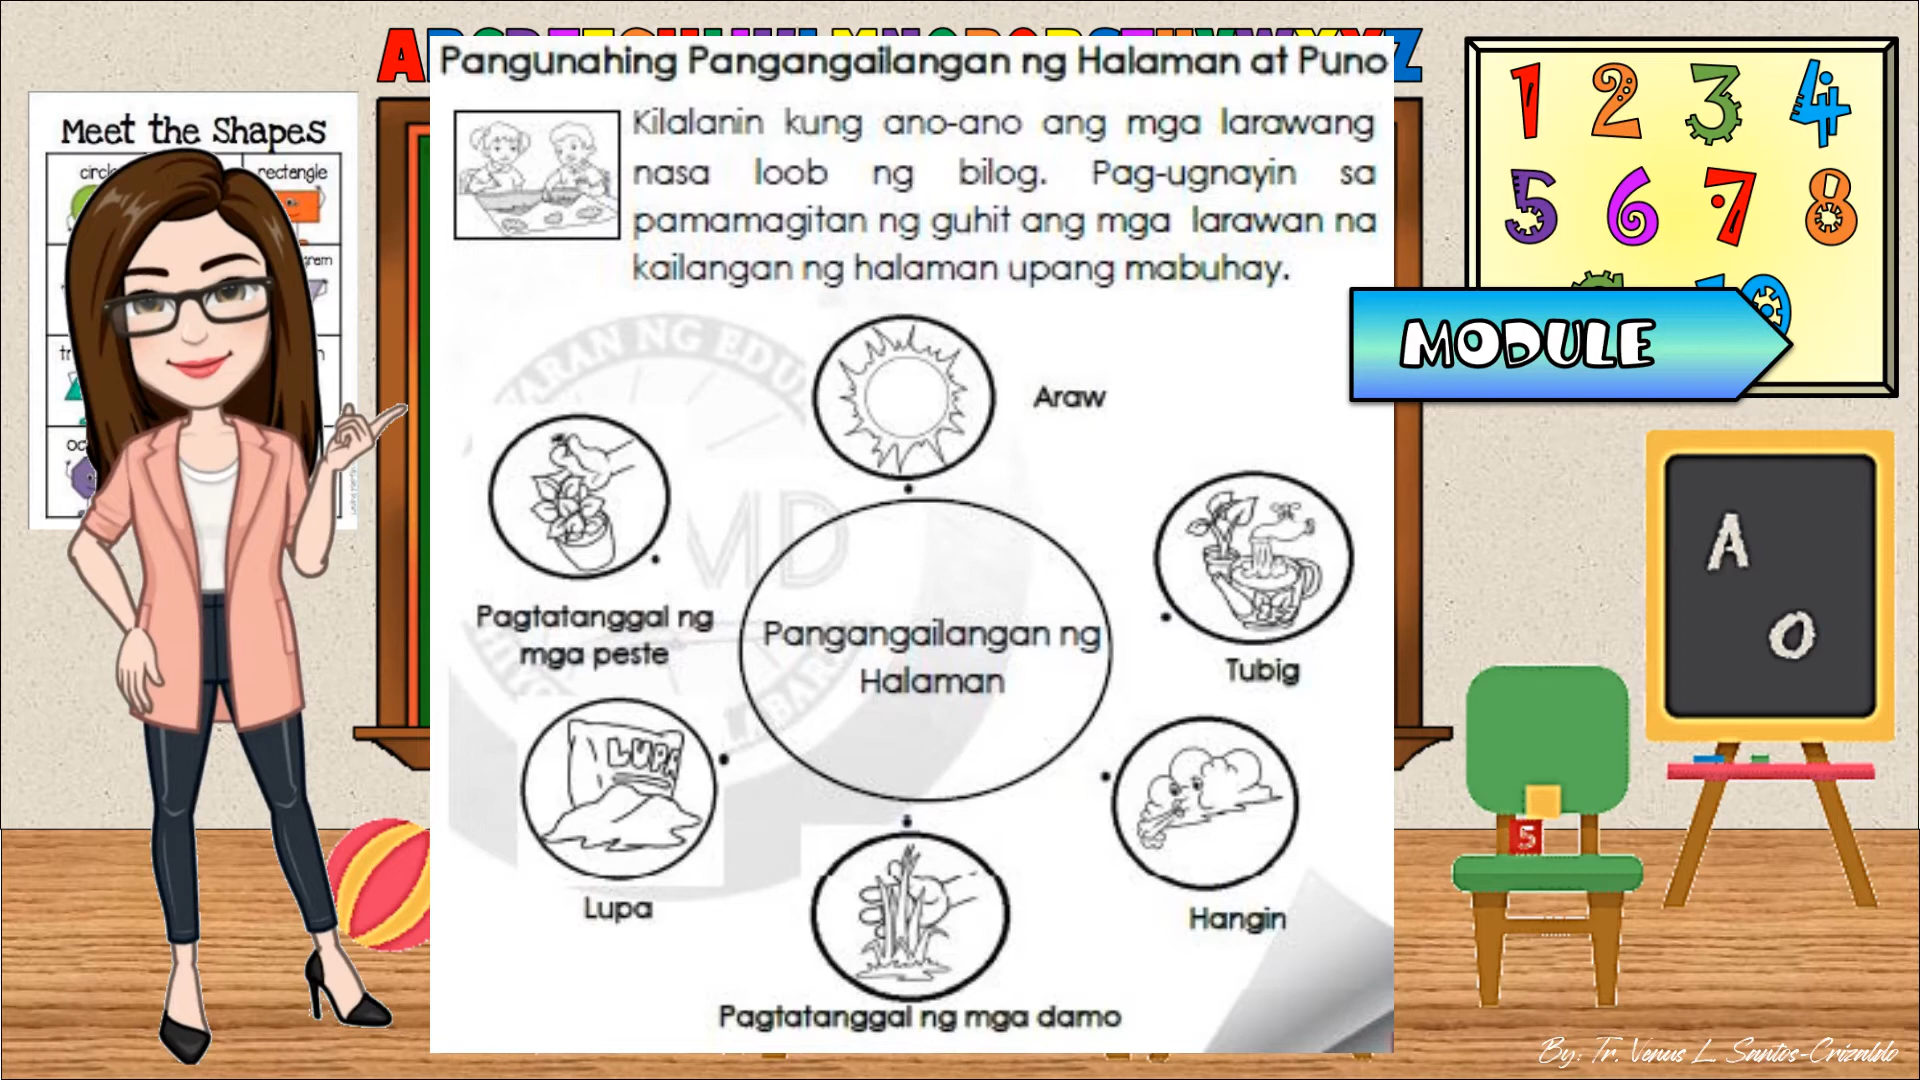 Pangunahing Pangangailangan ng Halaman at Puno
Kilalanin kung ano-ano ang mga larawang
nasa loob ng bilog. Pag-ugnayin sa
pamamagitan ng guhit ang mga larawan na
kailangan ng halaman upang mabuhay.
Meet the Shapes
rectangle
1 2 3 4
5 6 7 8
MODULE
Araw
Pagtatanggal ng
mga peste
Pangangailangan ng
Halaman
Tubig
LUPA
Lupa
Hangin
Pagtatanggal ng mga damo
A
O
5
By: Tr. Venus L. Santos-Crizaldo